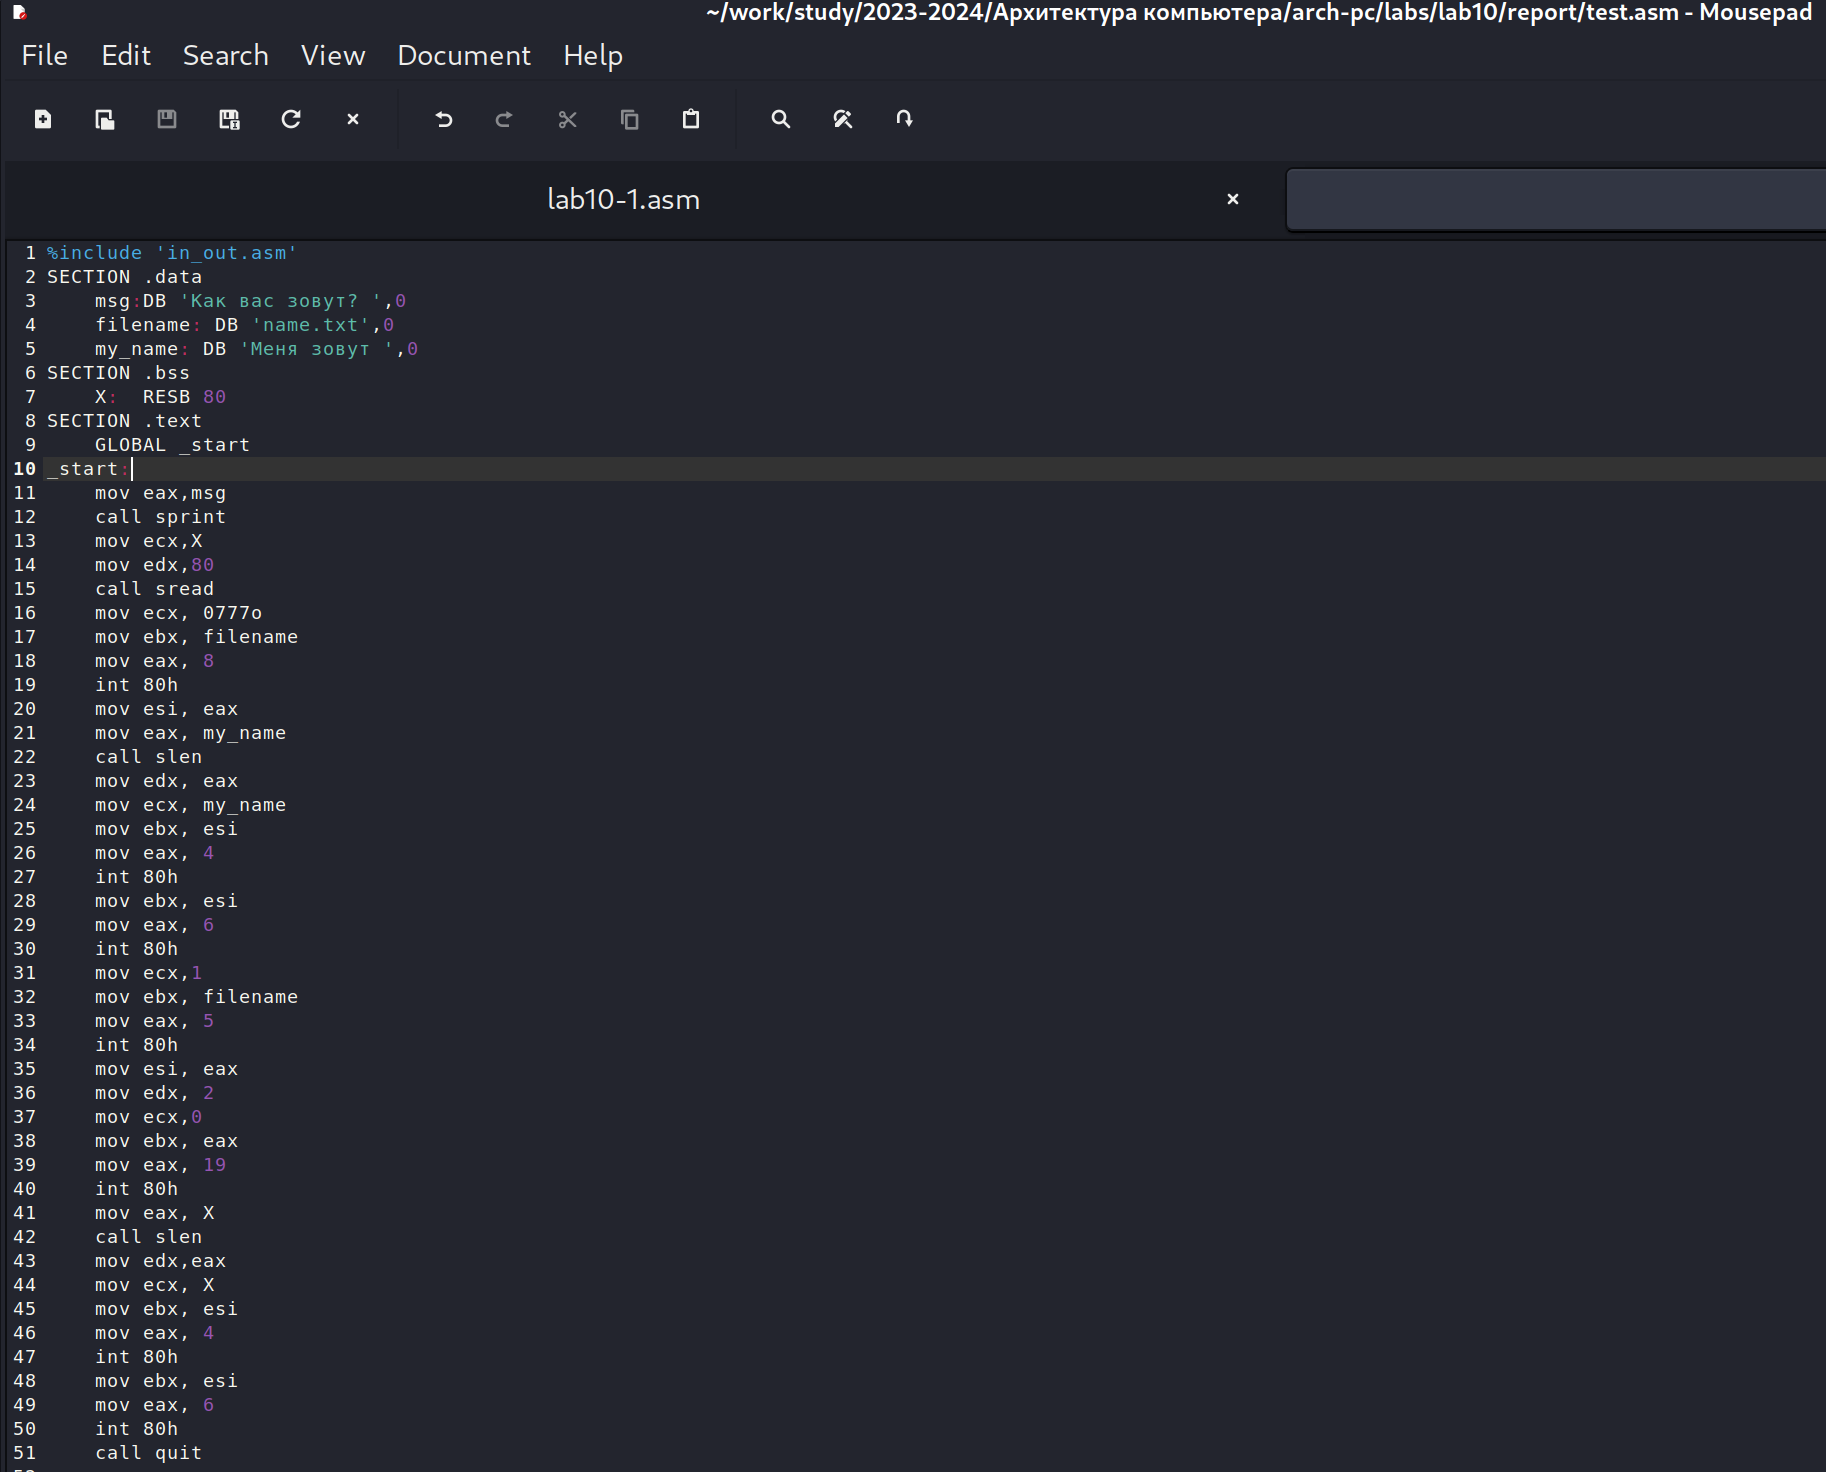 ~/work/study/2023-2024/Архитектура компьютера/arch-pc/labs/lab10/report/test.asm - Mousepad
File Edit Search View Document Help
lab10-1.asm
1 %include 'in_out.asm'
2 SECTION .data
3     msg:DB 'Как вас зовут? ',0
4     filename: DB 'name.txt',0
5     my_name: DB 'Меня зовут ',0
6 SECTION .bss
7     X:  RESB 80
8 SECTION .text
9     GLOBAL _start
10 _start:
11     mov eax,msg
12     call sprint
13     mov ecx,X
14     mov edx,80
15     call sread
16     mov ecx, 0777o
17     mov ebx, filename
18     mov eax, 8
19     int 80h
20     mov esi, eax
21     mov eax, my_name
22     call slen
23     mov edx, eax
24     mov ecx, my_name
25     mov ebx, esi
26     mov eax, 4
27     int 80h
28     mov ebx, esi
29     mov eax, 6
30     int 80h
31     mov ecx,1
32     mov ebx, filename
33     mov eax, 5
34     int 80h
35     mov esi, eax
36     mov edx, 2
37     mov ecx,0
38     mov ebx, eax
39     mov eax, 19
40     int 80h
41     mov eax, X
42     call slen
43     mov edx,eax
44     mov ecx, X
45     mov ebx, esi
46     mov eax, 4
47     int 80h
48     mov ebx, esi
49     mov eax, 6
50     int 80h
51     call quit